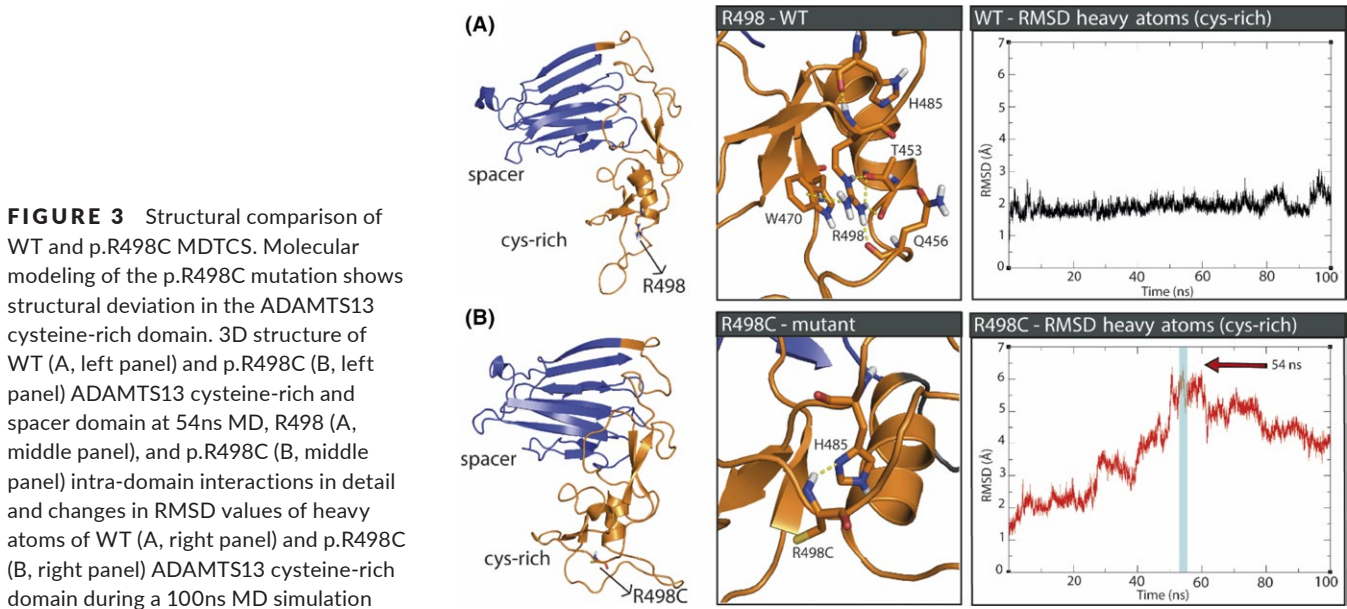 FIGURE 3 Structural comparison of
WT and p.R498C MDTCS. Molecular
modeling of the p.R498C mutation shows
structural deviation in the ADAMTS13
cysteine-rich domain. 3D structure of
WT (A, left panel) and p.R498C (B, left
panel) ADAMTS13 cysteine-rich and
spacer domain at 54ns MD, R498 (A,
middle panel), and p.R498C (B, middle
panel) intra-domain interactions in detail
and changes in RMSD values of heavy
atoms of WT (A, right panel) and p.R498C
(B, right panel) ADAMTS13 cysteine-rich
domain during a 100ns MD simulation
(A)
spacer
cys-rich
R498
R498 - WT
H485
T453
W470
R498
Q456
WT - RMSD heavy atoms (cys-rich)
RMSD (Å)
7
6
5
4
3
2
1
0
20
40
60
80
100
Time (ns)
(B)
spacer
cys-rich
R498C
R498C - mutant
H485
R498C
R498C - RMSD heavy atoms (cys-rich)
54 ns
RMSD (Å)
7
6
5
4
3
2
1
0
20
40
60
80
100
Time (ns)